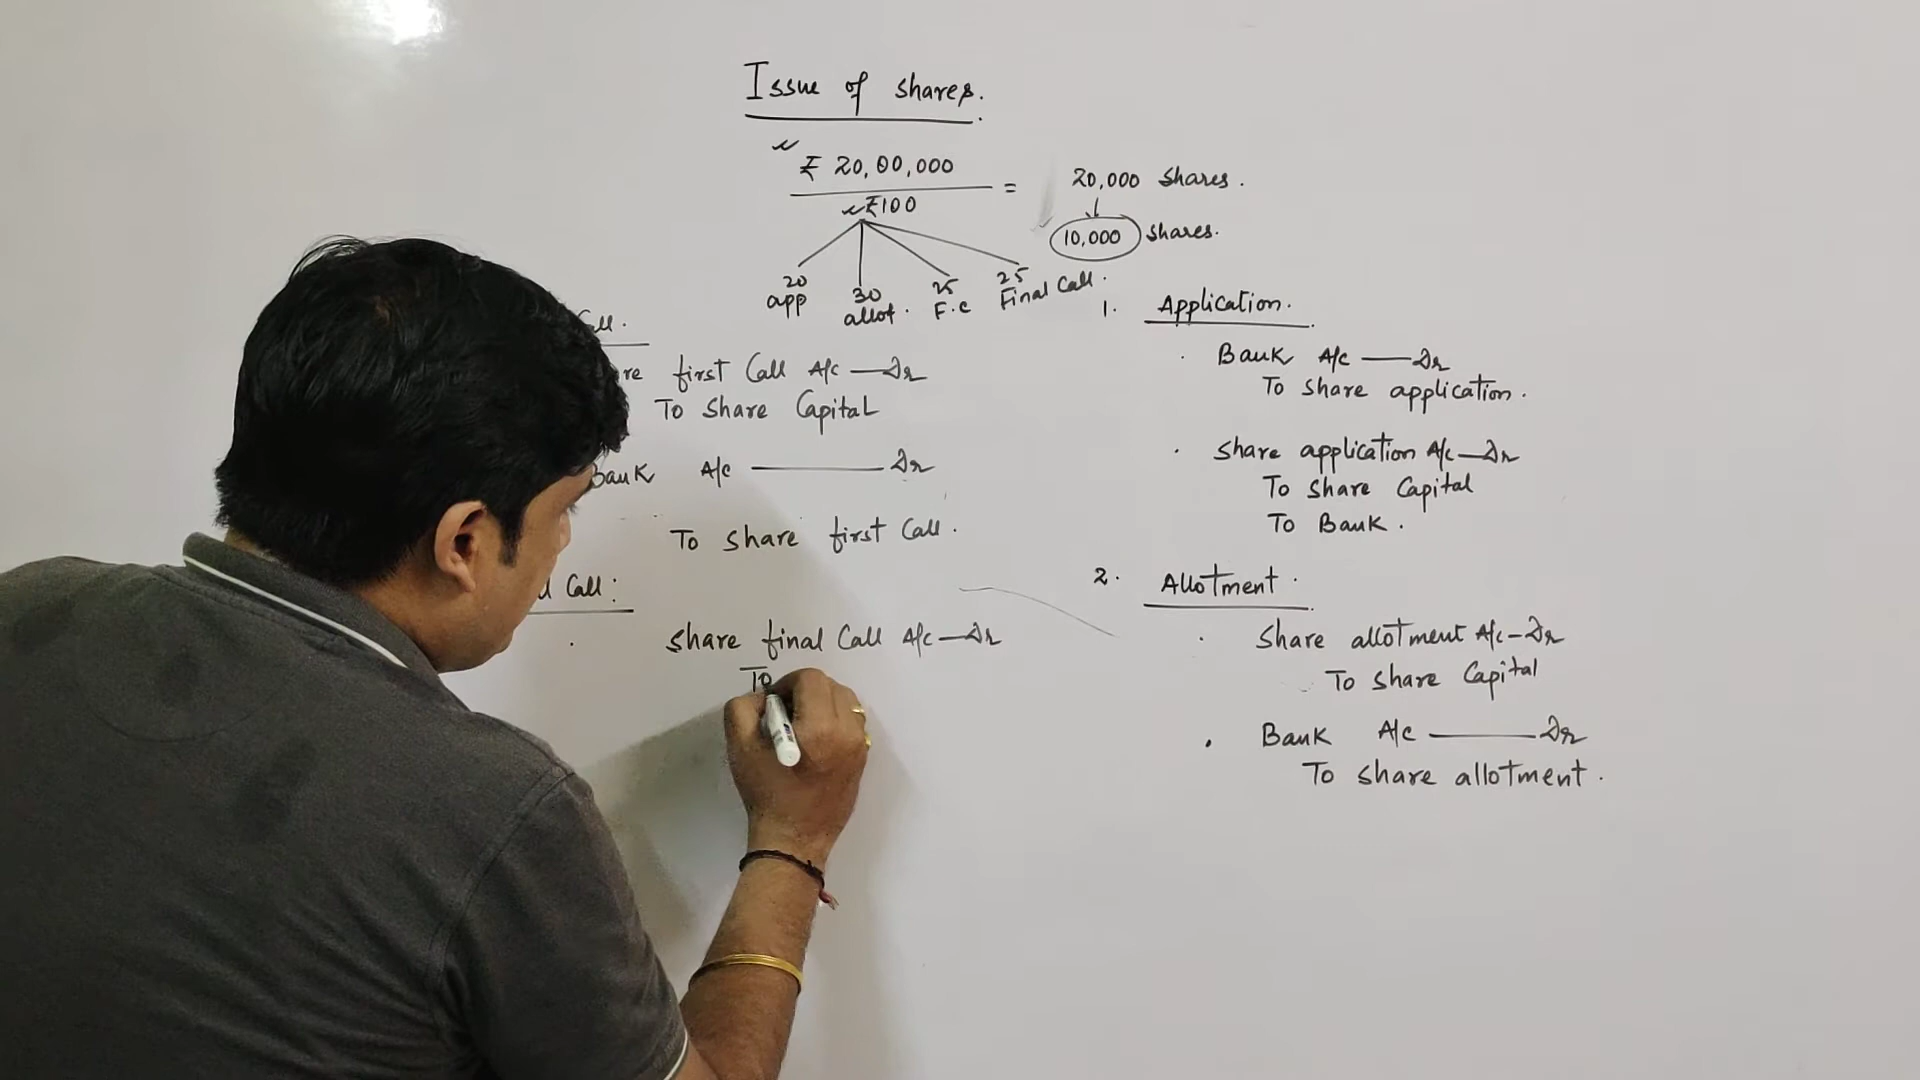 Issue of shares.
₹ 20,00,000
₹100
=
20,000 shares.
10,000 shares.
20
app
30
allot.
25
F.c
25
Final Call.
1. Application.
. Bank A/c — Dr
To share application.
. Share application A/c — Dr
To share Capital
To Bank.
2. Allotment.
. Share allotment A/c - Dr
To share Capital
. Bank A/c — Dr
To share allotment.
first Call A/c — Dr
To share Capital
Bank A/c — Dr
To share first Call.
Call:
. Share final Call A/c — Dr
To